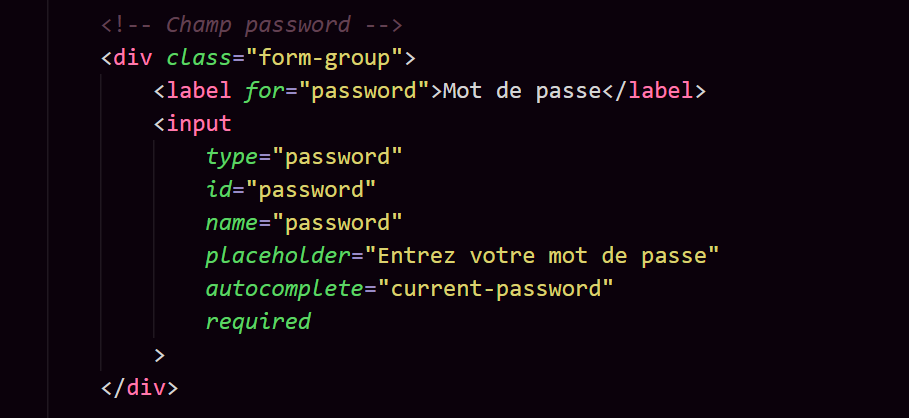 <!-- Champ password -->
<div class="form-group">
    <label for="password">Mot de passe</label>
    <input
        type="password"
        id="password"
        name="password"
        placeholder="Entrez votre mot de passe"
        autocomplete="current-password"
        required
    >
</div>